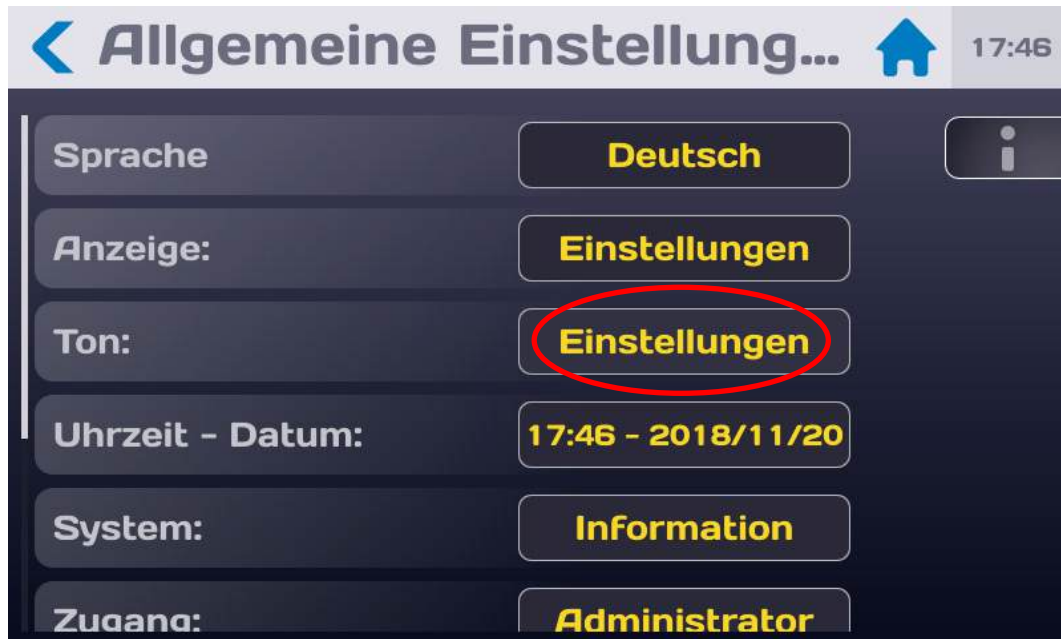 Allgemeine Einstellung... 17:46
Sprache Deutsch
Anzeige: Einstellungen
Ton: Einstellungen
Uhrzeit - Datum: 17:46 - 2018/11/20
System: Information
Zugang: Administrator